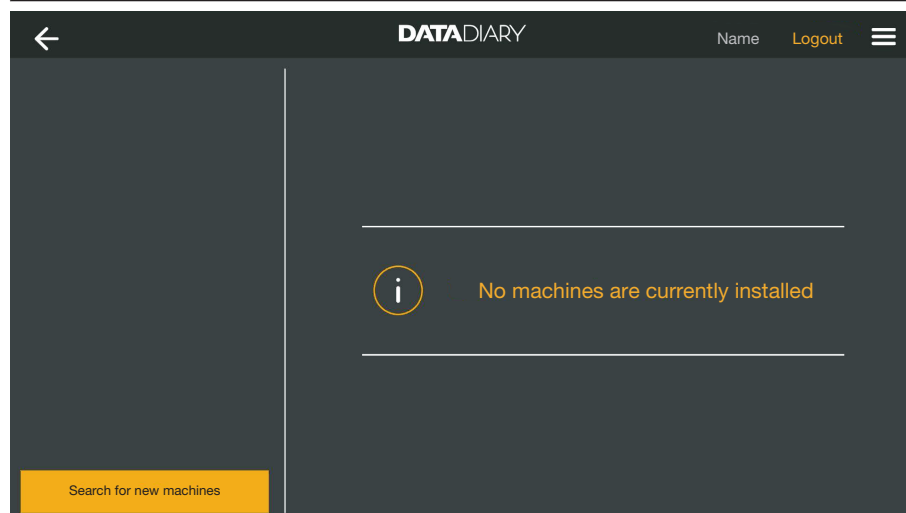 DATADIARY
Name
Logout
No machines are currently installed
Search for new machines